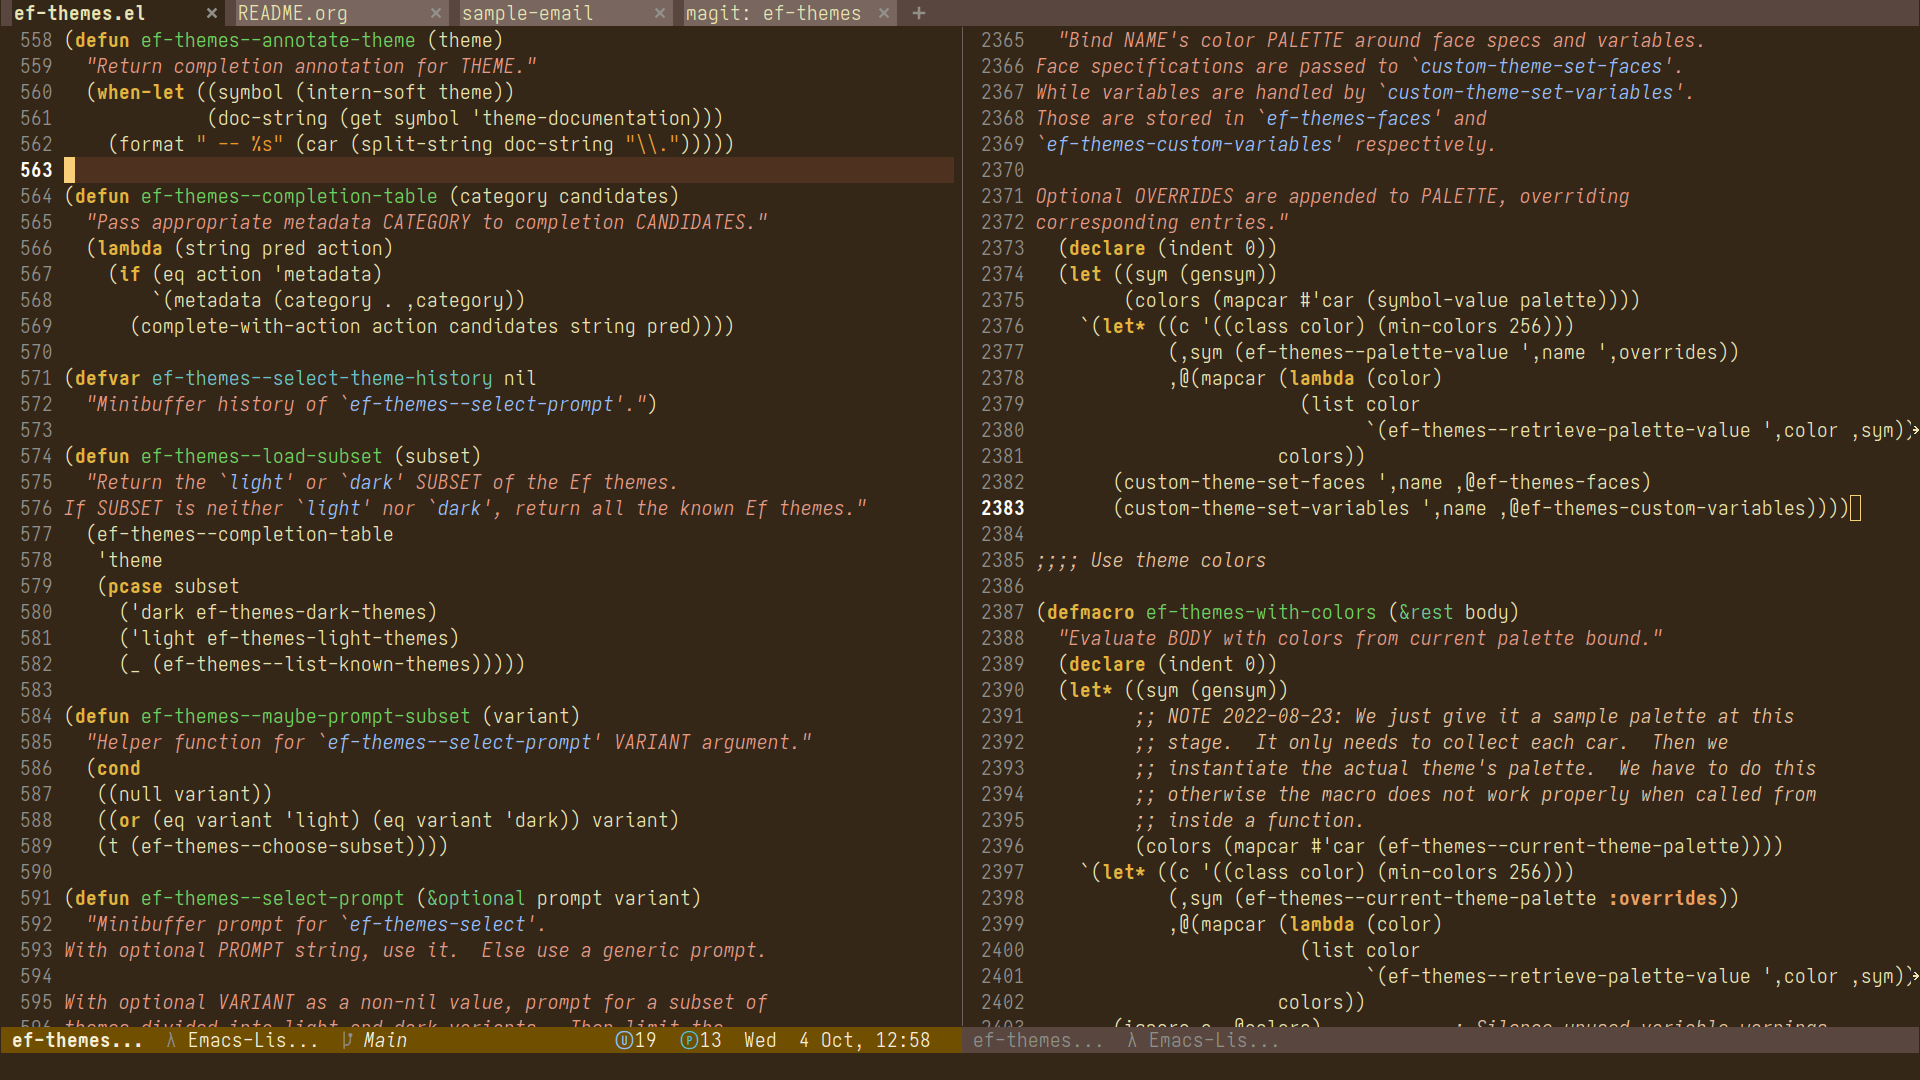 ef-themes.el × README.org × sample-email × magit: ef-themes × +
558 (defun ef-themes--annotate-theme (theme)
559   "Return completion annotation for THEME."
560   (when-let ((symbol (intern-soft theme))
561              (doc-string (get symbol 'theme-documentation)))
562     (format " -- %s" (car (split-string doc-string "\\.")))))
563
564 (defun ef-themes--completion-table (category candidates)
565   "Pass appropriate metadata CATEGORY to completion CANDIDATES."
566   (lambda (string pred action)
567     (if (eq action 'metadata)
568         `(metadata (category . ,category))
569       (complete-with-action action candidates string pred))))
570
571 (defvar ef-themes--select-theme-history nil
572   "Minibuffer history of `ef-themes--select-prompt'.")
573
574 (defun ef-themes--load-subset (subset)
575   "Return the `light' or `dark' SUBSET of the Ef themes.
576 If SUBSET is neither `light' nor `dark', return all the known Ef themes."
577   (ef-themes--completion-table
578    'theme
579    (pcase subset
580      ('dark ef-themes-dark-themes)
581      ('light ef-themes-light-themes)
582      (_ (ef-themes--list-known-themes)))))
583
584 (defun ef-themes--maybe-prompt-subset (variant)
585   "Helper function for `ef-themes--select-prompt' VARIANT argument."
586   (cond
587    ((null variant))
588    ((or (eq variant 'light) (eq variant 'dark)) variant)
589    (t (ef-themes--choose-subset))))
590
591 (defun ef-themes--select-prompt (&optional prompt variant)
592   "Minibuffer prompt for `ef-themes-select'.
593 With optional PROMPT string, use it.  Else use a generic prompt.
594
595 With optional VARIANT as a non-nil value, prompt for a subset of
596 themes divided into light and dark variants.  Then limit the
ef-themes... λ Emacs-Lis... Main U19 P13 Wed 4 Oct, 12:58
2365   "Bind NAME's color PALETTE around face specs and variables.
2366 Face specifications are passed to `custom-theme-set-faces'.
2367 While variables are handled by `custom-theme-set-variables'.
2368 Those are stored in `ef-themes-faces' and
2369 `ef-themes-custom-variables' respectively.
2370
2371 Optional OVERRIDES are appended to PALETTE, overriding
2372 corresponding entries."
2373   (declare (indent 0))
2374   (let ((sym (gensym))
2375         (colors (mapcar #'car (symbol-value palette))))
2376     `(let* ((c '((class color) (min-colors 256)))
2377             (,sym (ef-themes--palette-value ',name ',overrides))
2378             ,@(mapcar (lambda (color)
2379                         (list color
2380                               `(ef-themes--retrieve-palette-value ',color ,sym))
2381                       colors))
2382        (custom-theme-set-faces ',name ,@ef-themes-faces)
2383        (custom-theme-set-variables ',name ,@ef-themes-custom-variables))))
2384
2385 ;;;; Use theme colors
2386
2387 (defmacro ef-themes-with-colors (&rest body)
2388   "Evaluate BODY with colors from current palette bound."
2389   (declare (indent 0))
2390   (let* ((sym (gensym))
2391          ;; NOTE 2022-08-23: We just give it a sample palette at this
2392          ;; stage.  It only needs to collect each car.  Then we
2393          ;; instantiate the actual theme's palette.  We have to do this
2394          ;; otherwise the macro does not work properly when called from
2395          ;; inside a function.
2396          (colors (mapcar #'car (ef-themes--current-theme-palette))))
2397     `(let* ((c '((class color) (min-colors 256)))
2398             (,sym (ef-themes--current-theme-palette :overrides))
2399             ,@(mapcar (lambda (color)
2400                         (list color
2401                               `(ef-themes--retrieve-palette-value ',color ,sym))
2402                       colors))
2403        (ignore c ,@colors)            ; Silence unused variable warnings
ef-themes... λ Emacs-Lis...